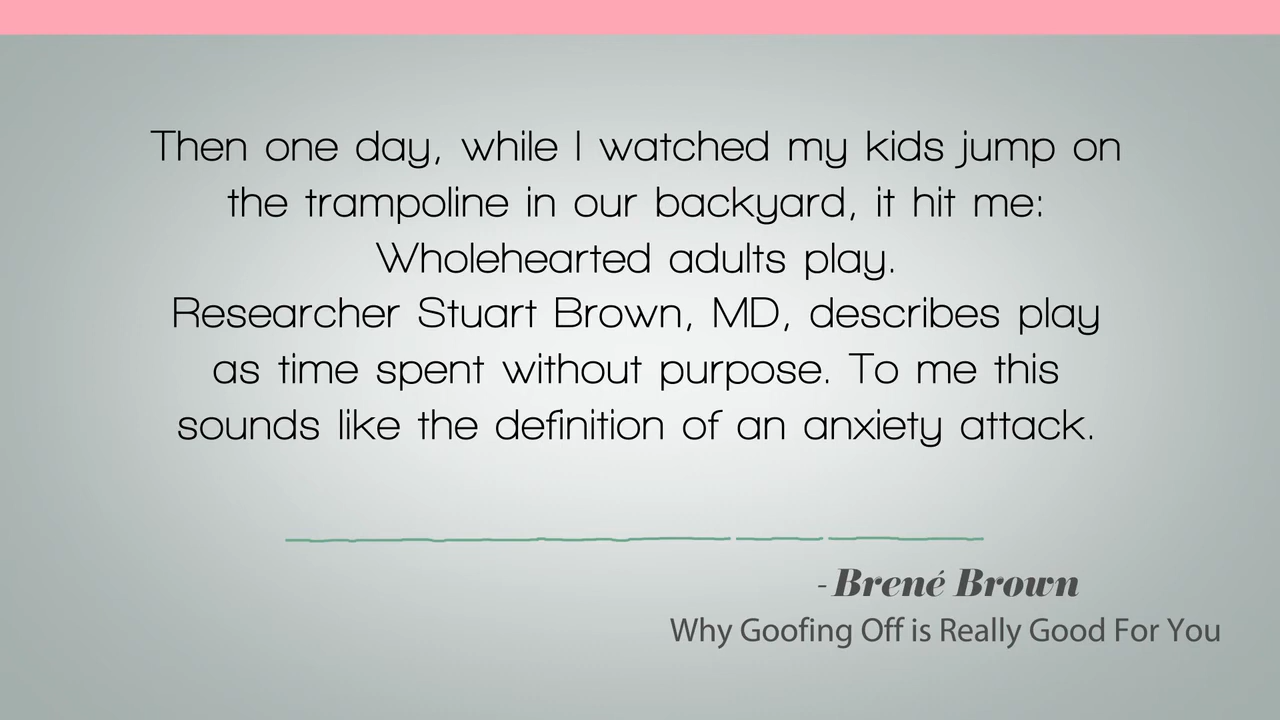 Then one day, while I watched my kids jump on
the trampoline in our backyard, it hit me:
Wholehearted adults play.
Researcher Stuart Brown, MD, describes play
as time spent without purpose. To me this
sounds like the definition of an anxiety attack.
- Brené Brown
Why Goofing Off is Really Good For You